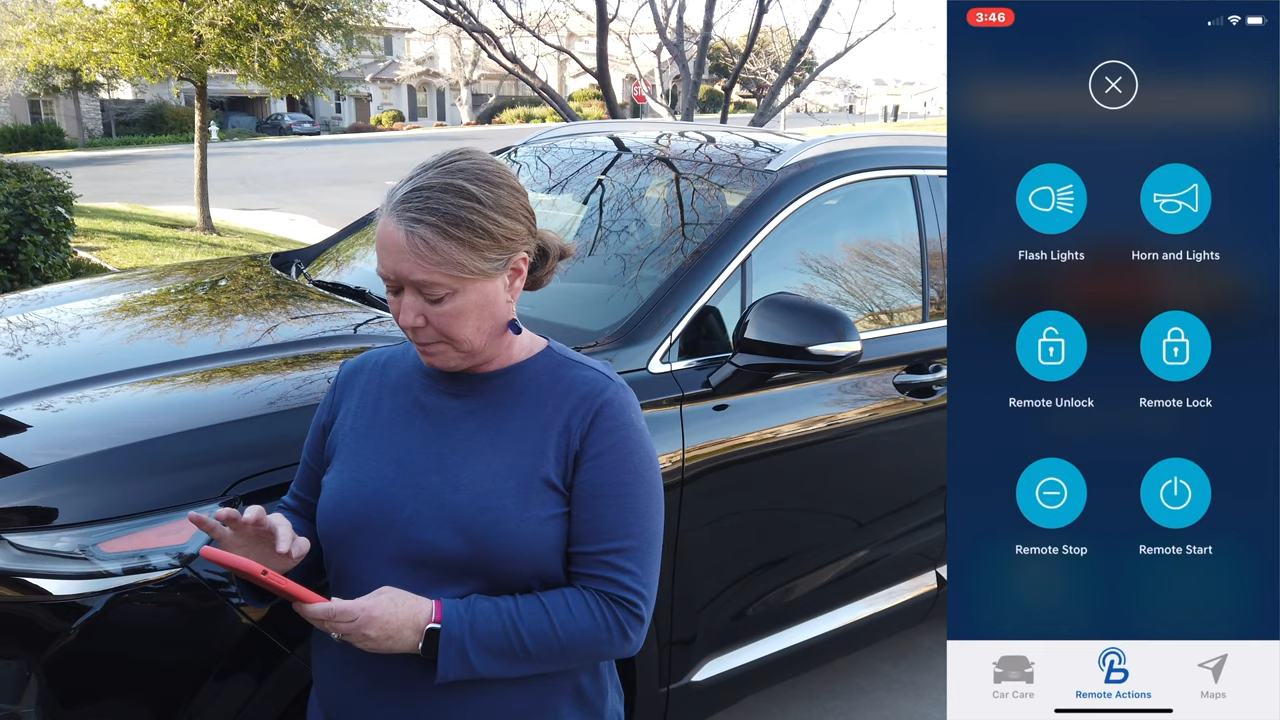 3:46
Flash Lights
Horn and Lights
Remote Unlock
Remote Lock
Remote Stop
Remote Start
Car Care
Remote Actions
Maps